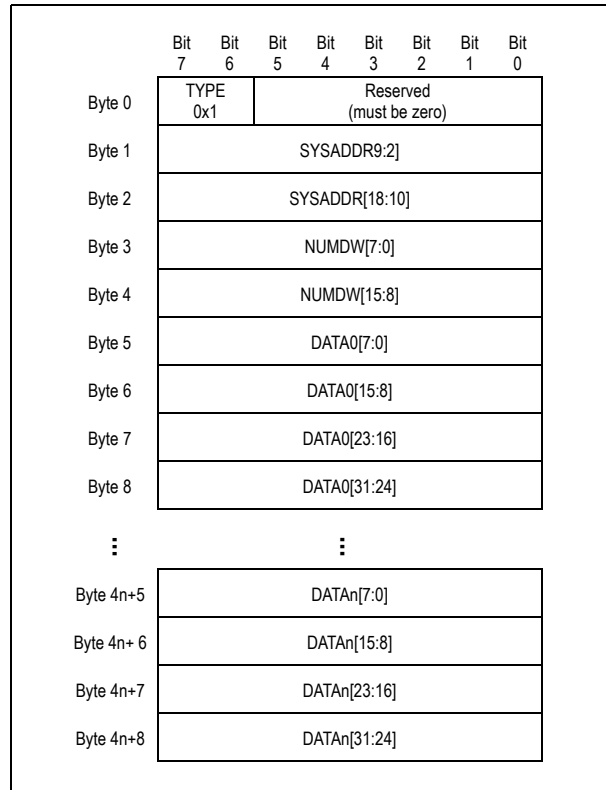 Bit Bit Bit Bit Bit Bit Bit Bit
7 6 5 4 3 2 1 0
Byte 0 TYPE 0x1 Reserved (must be zero)
Byte 1 SYSADDR9:2]
Byte 2 SYSADDR[18:10]
Byte 3 NUMDW[7:0]
Byte 4 NUMDW[15:8]
Byte 5 DATA0[7:0]
Byte 6 DATA0[15:8]
Byte 7 DATA0[23:16]
Byte 8 DATA0[31:24]
⋮ ⋮
Byte 4n+5 DATAn[7:0]
Byte 4n+ 6 DATAn[15:8]
Byte 4n+7 DATAn[23:16]
Byte 4n+8 DATAn[31:24]